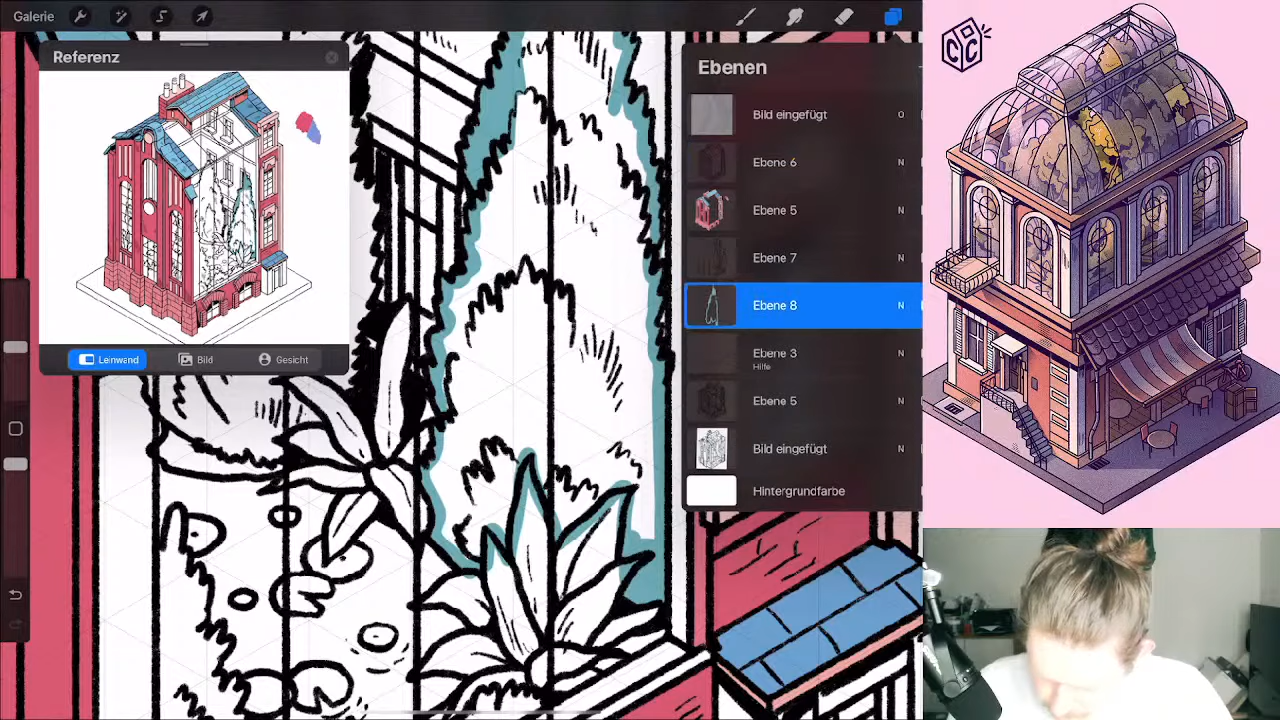 Galerie
Referenz
Leinwand
Bild
Gesicht
Ebenen
Bild eingefügt
O
Ebene 6
N
Ebene 5
N
Ebene 7
N
Ebene 8
N
Ebene 3
N
Hilfe
Ebene 5
N
Bild eingefügt
N
Hintergrundfarbe
CC